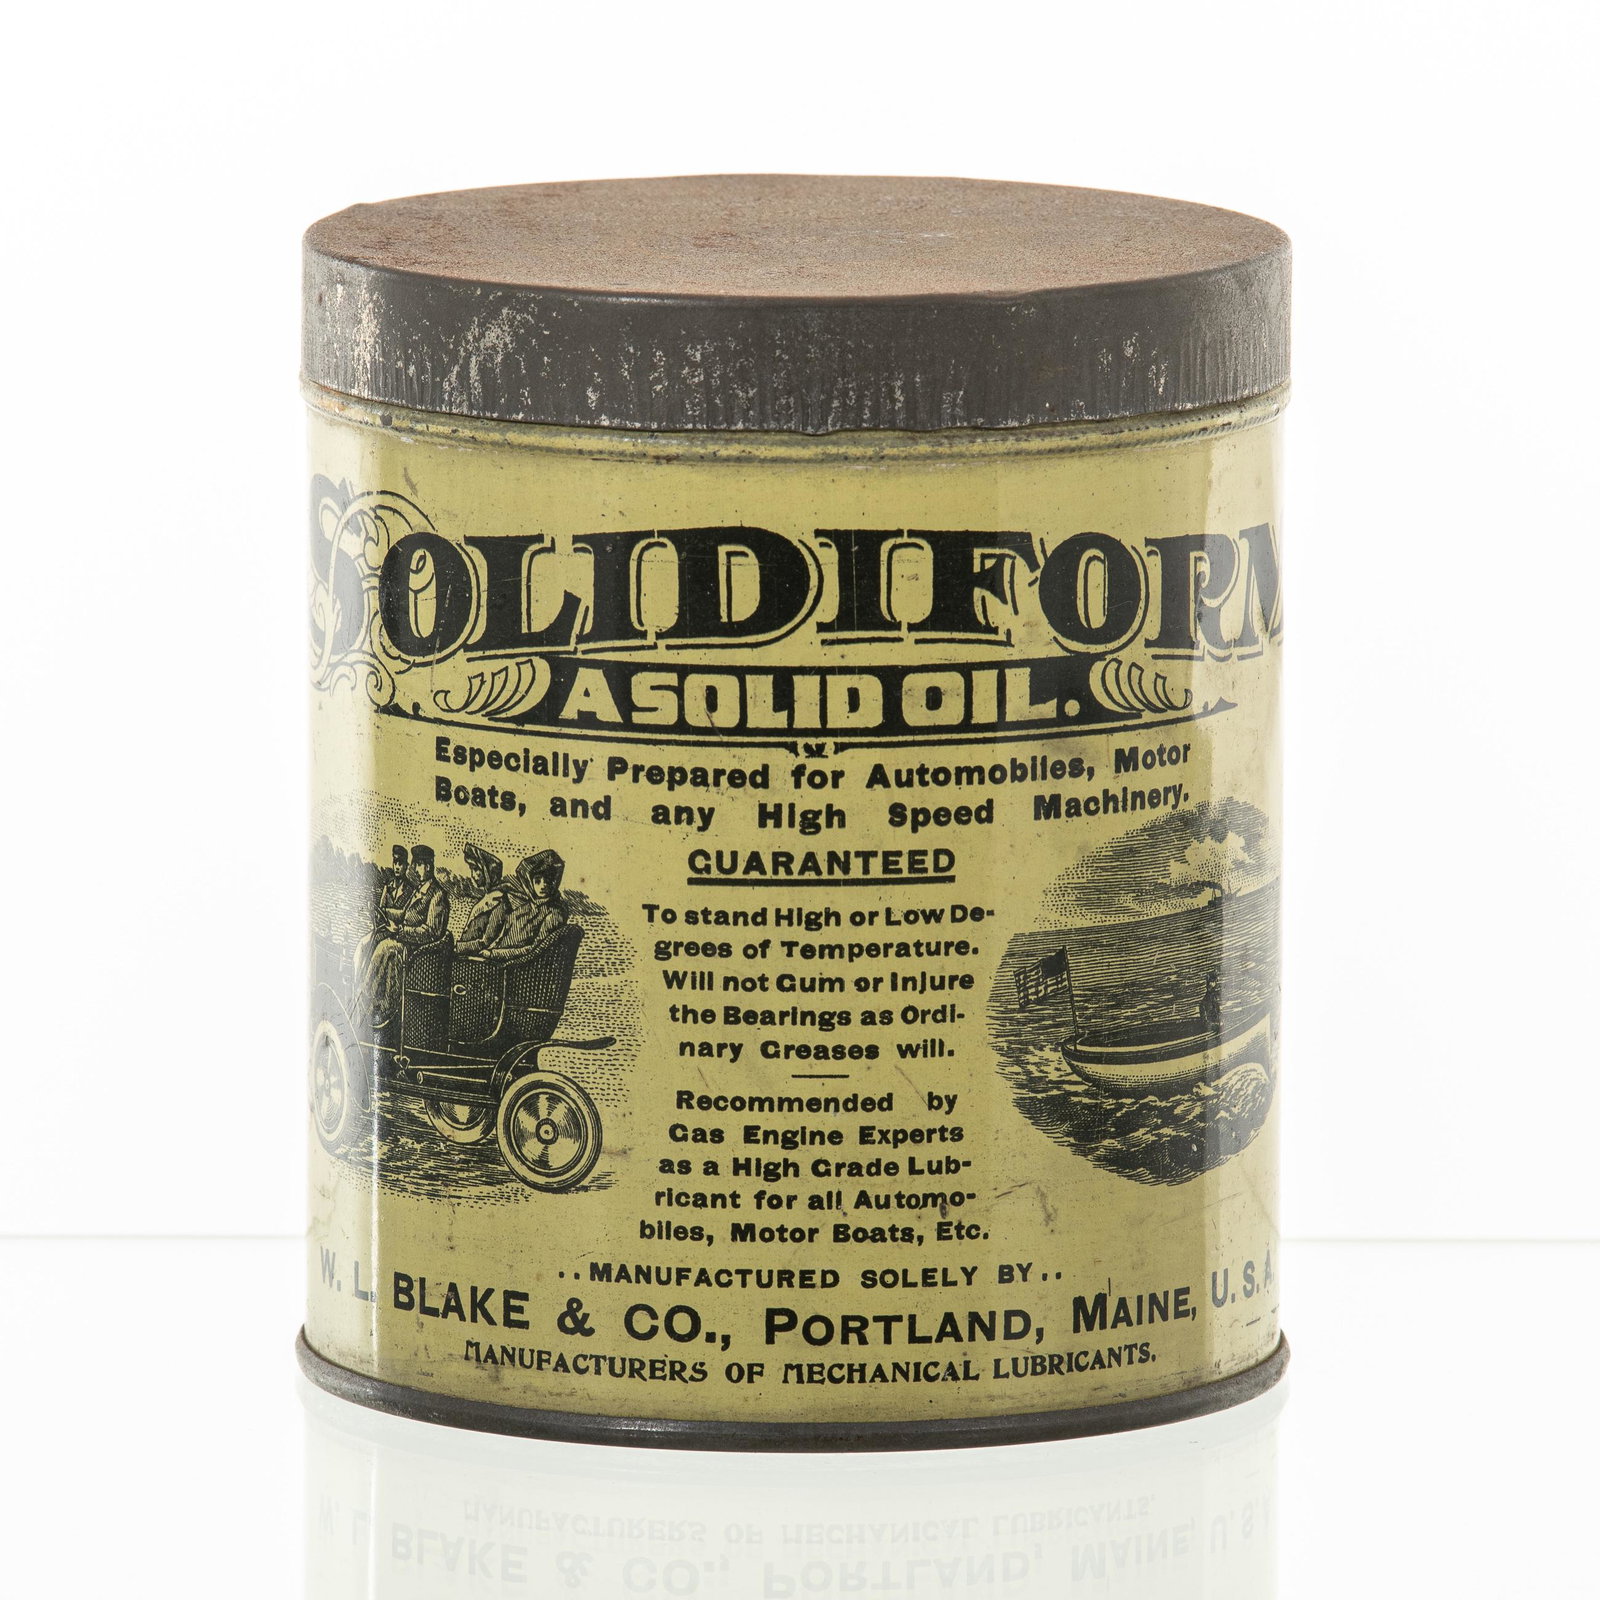 SOLIDIFORM
A SOLID OIL.
Especially Prepared for Automobiles, Motor
Boats, and any High Speed Machinery.
GUARANTEED
To stand High or Low De-
grees of Temperature.
Will not Gum or Injure
the Bearings as Ordi-
nary Greases will.
Recommended by
Gas Engine Experts
as a High Grade Lub-
ricant for all Automo-
biles, Motor Boats, Etc.
..MANUFACTURED SOLELY BY..
W. L. BLAKE & CO., PORTLAND, MAINE, U.S.A.
MANUFACTURERS OF MECHANICAL LUBRICANTS.